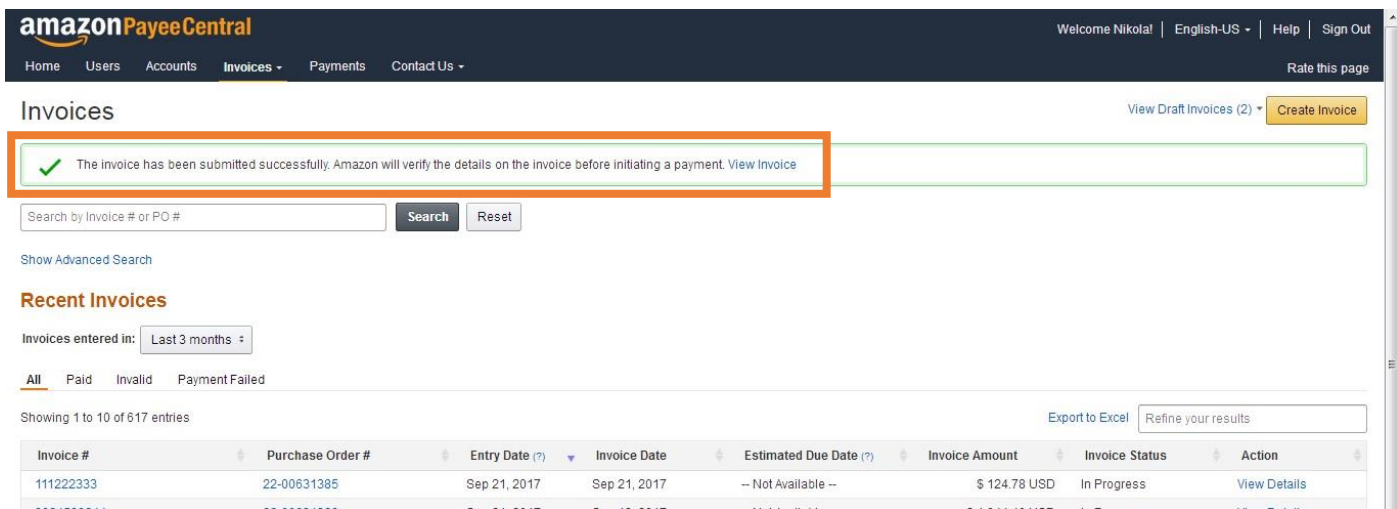 amazonPayeeCentral
Welcome Nikola! | English-US | Help | Sign Out
Home Users Accounts Invoices Payments Contact Us Rate this page
Invoices
View Draft Invoices (2) Create Invoice
The invoice has been submitted successfully. Amazon will verify the details on the invoice before initiating a payment. View Invoice
Search by Invoice # or PO # Search Reset
Show Advanced Search
Recent Invoices
Invoices entered in: Last 3 months
All Paid Invalid Payment Failed
Showing 1 to 10 of 617 entries Export to Excel Refine your results
Invoice # Purchase Order # Entry Date (?) Invoice Date Estimated Due Date (?) Invoice Amount Invoice Status Action
111222333 22-00631385 Sep 21, 2017 Sep 21, 2017 -- Not Available -- $ 124.78 USD In Progress View Details